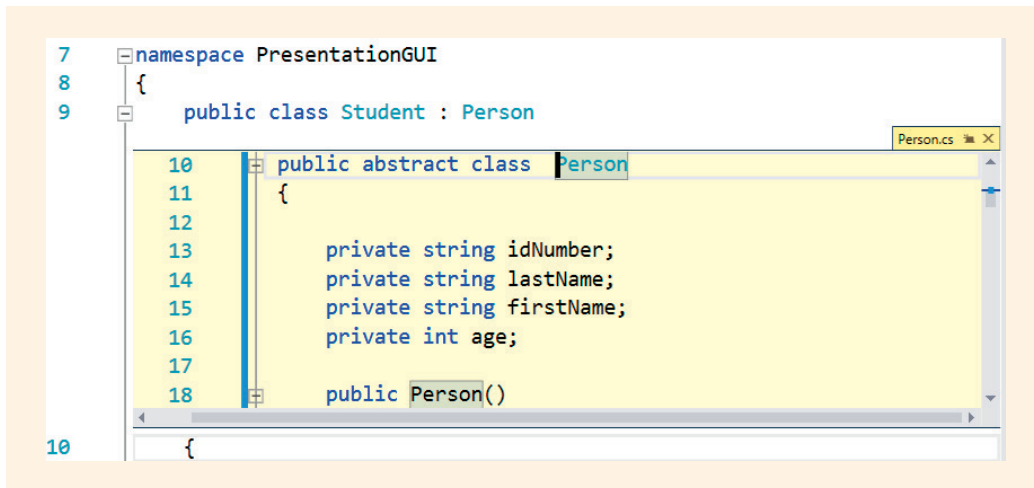 7 namespace PresentationGUI
8 {
9 public class Student : Person
Person.cs
10 public abstract class Person
11 {
12
13 private string idNumber;
14 private string lastName;
15 private string firstName;
16 private int age;
17
18 public Person()
10 {